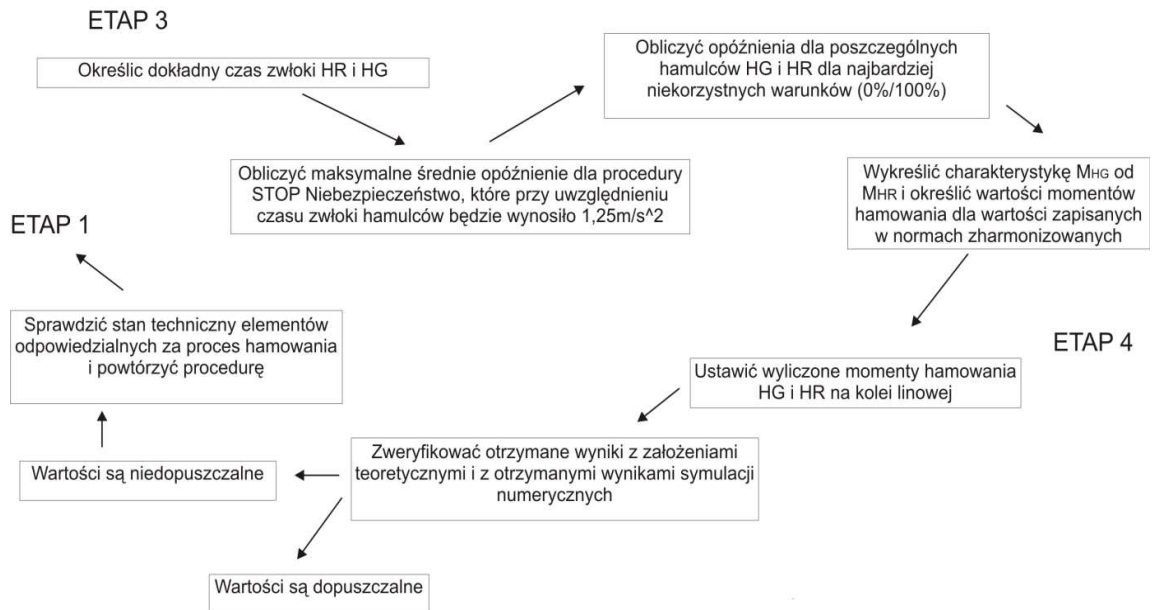 ETAP 3
Określic dokładny czas zwłoki HR i HG
Obliczyć maksymalne średnie opóźnienie dla procedury
STOP Niebezpieczeństwo, które przy uwzględnieniu
czasu zwłoki hamulców będzie wynosiło 1,25m/s^2
Obliczyć opóźnienia dla poszczególnych
hamulców HG i HR dla najbardziej
niekorzystnych warunków (0%/100%)
Wykreślić charakterystykę MHG od
MHR i określić wartości momentów
hamowania dla wartości zapisanych
w normach zharmonizowanych
ETAP 4
Ustawić wyliczone momenty hamowania
HG i HR na kolei linowej
Zweryfikować otrzymane wyniki z założeniami
teoretycznymi i z otrzymanymi wynikami symulacji
numerycznych
Wartości są dopuszczalne
Wartości są niedopuszczalne
Sprawdzić stan techniczny elementów
odpowiedzialnych za proces hamowania
i powtórzyć procedurę
ETAP 1